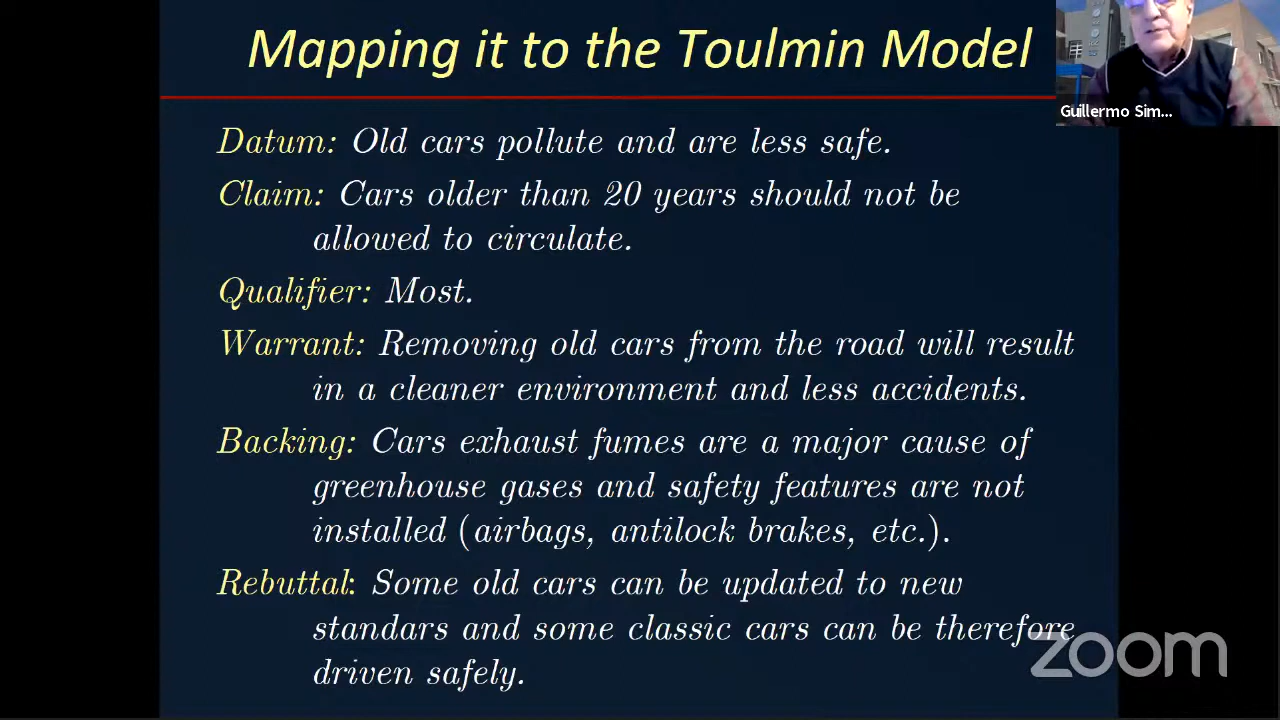 Mapping it to the Toulmin Model
Guillermo Sim...
Datum: Old cars pollute and are less safe.
Claim: Cars older than 20 years should not be
allowed to circulate.
Qualifier: Most.
Warrant: Removing old cars from the road will result
in a cleaner environment and less accidents.
Backing: Cars exhaust fumes are a major cause of
greenhouse gases and safety features are not
installed (airbags, antilock brakes, etc.).
Rebuttal: Some old cars can be updated to new
standars and some classic cars can be therefore
driven safely.
zoom